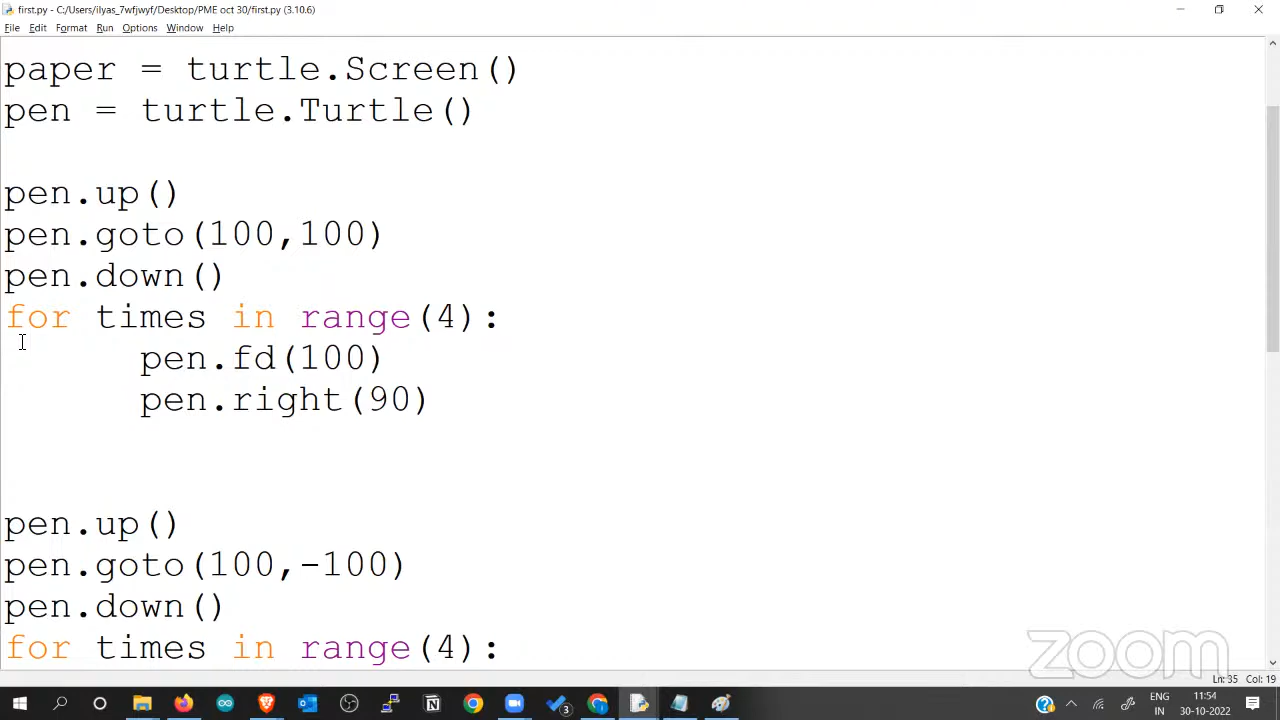 first.py - C:/Users/ilyas_7wfjwyf/Desktop/PME oct 30/first.py (3.10.6)
File Edit Format Run Options Window Help
paper = turtle.Screen()
pen = turtle.Turtle()
pen.up()
pen.goto(100,100)
pen.down()
for times in range(4):
pen.fd(100)
pen.right(90)
pen.up()
pen.goto(100,-100)
pen.down()
for times in range(4):
zoom
Ln: 35 Col: 19
3
ENG 11:54
IN 30-10-2022